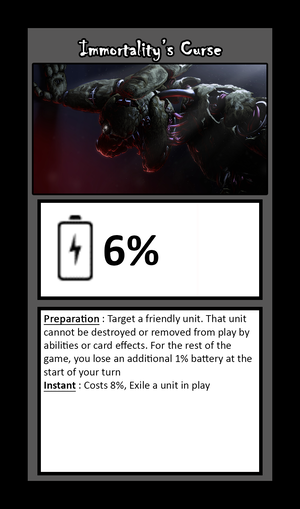 Immortality's Curse
6%
Preparation : Target a friendly unit. That unit
cannot be destroyed or removed from play by
abilities or card effects. For the rest of the
game, you lose an additional 1% battery at the
start of your turn
Instant : Costs 8%, Exile a unit in play